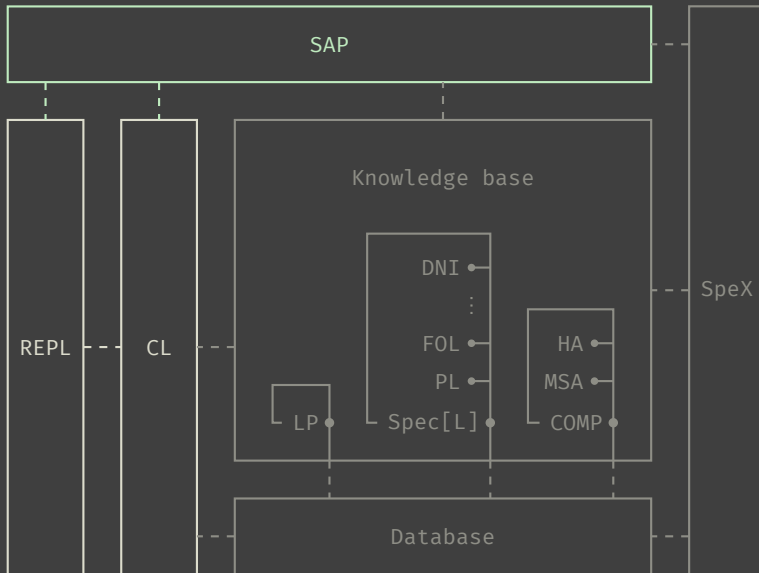 SAP
Knowledge base
DNI
⋮
SpeX
FOL
HA
REPL
CL
PL
MSA
LP
Spec[L]
COMP
Database